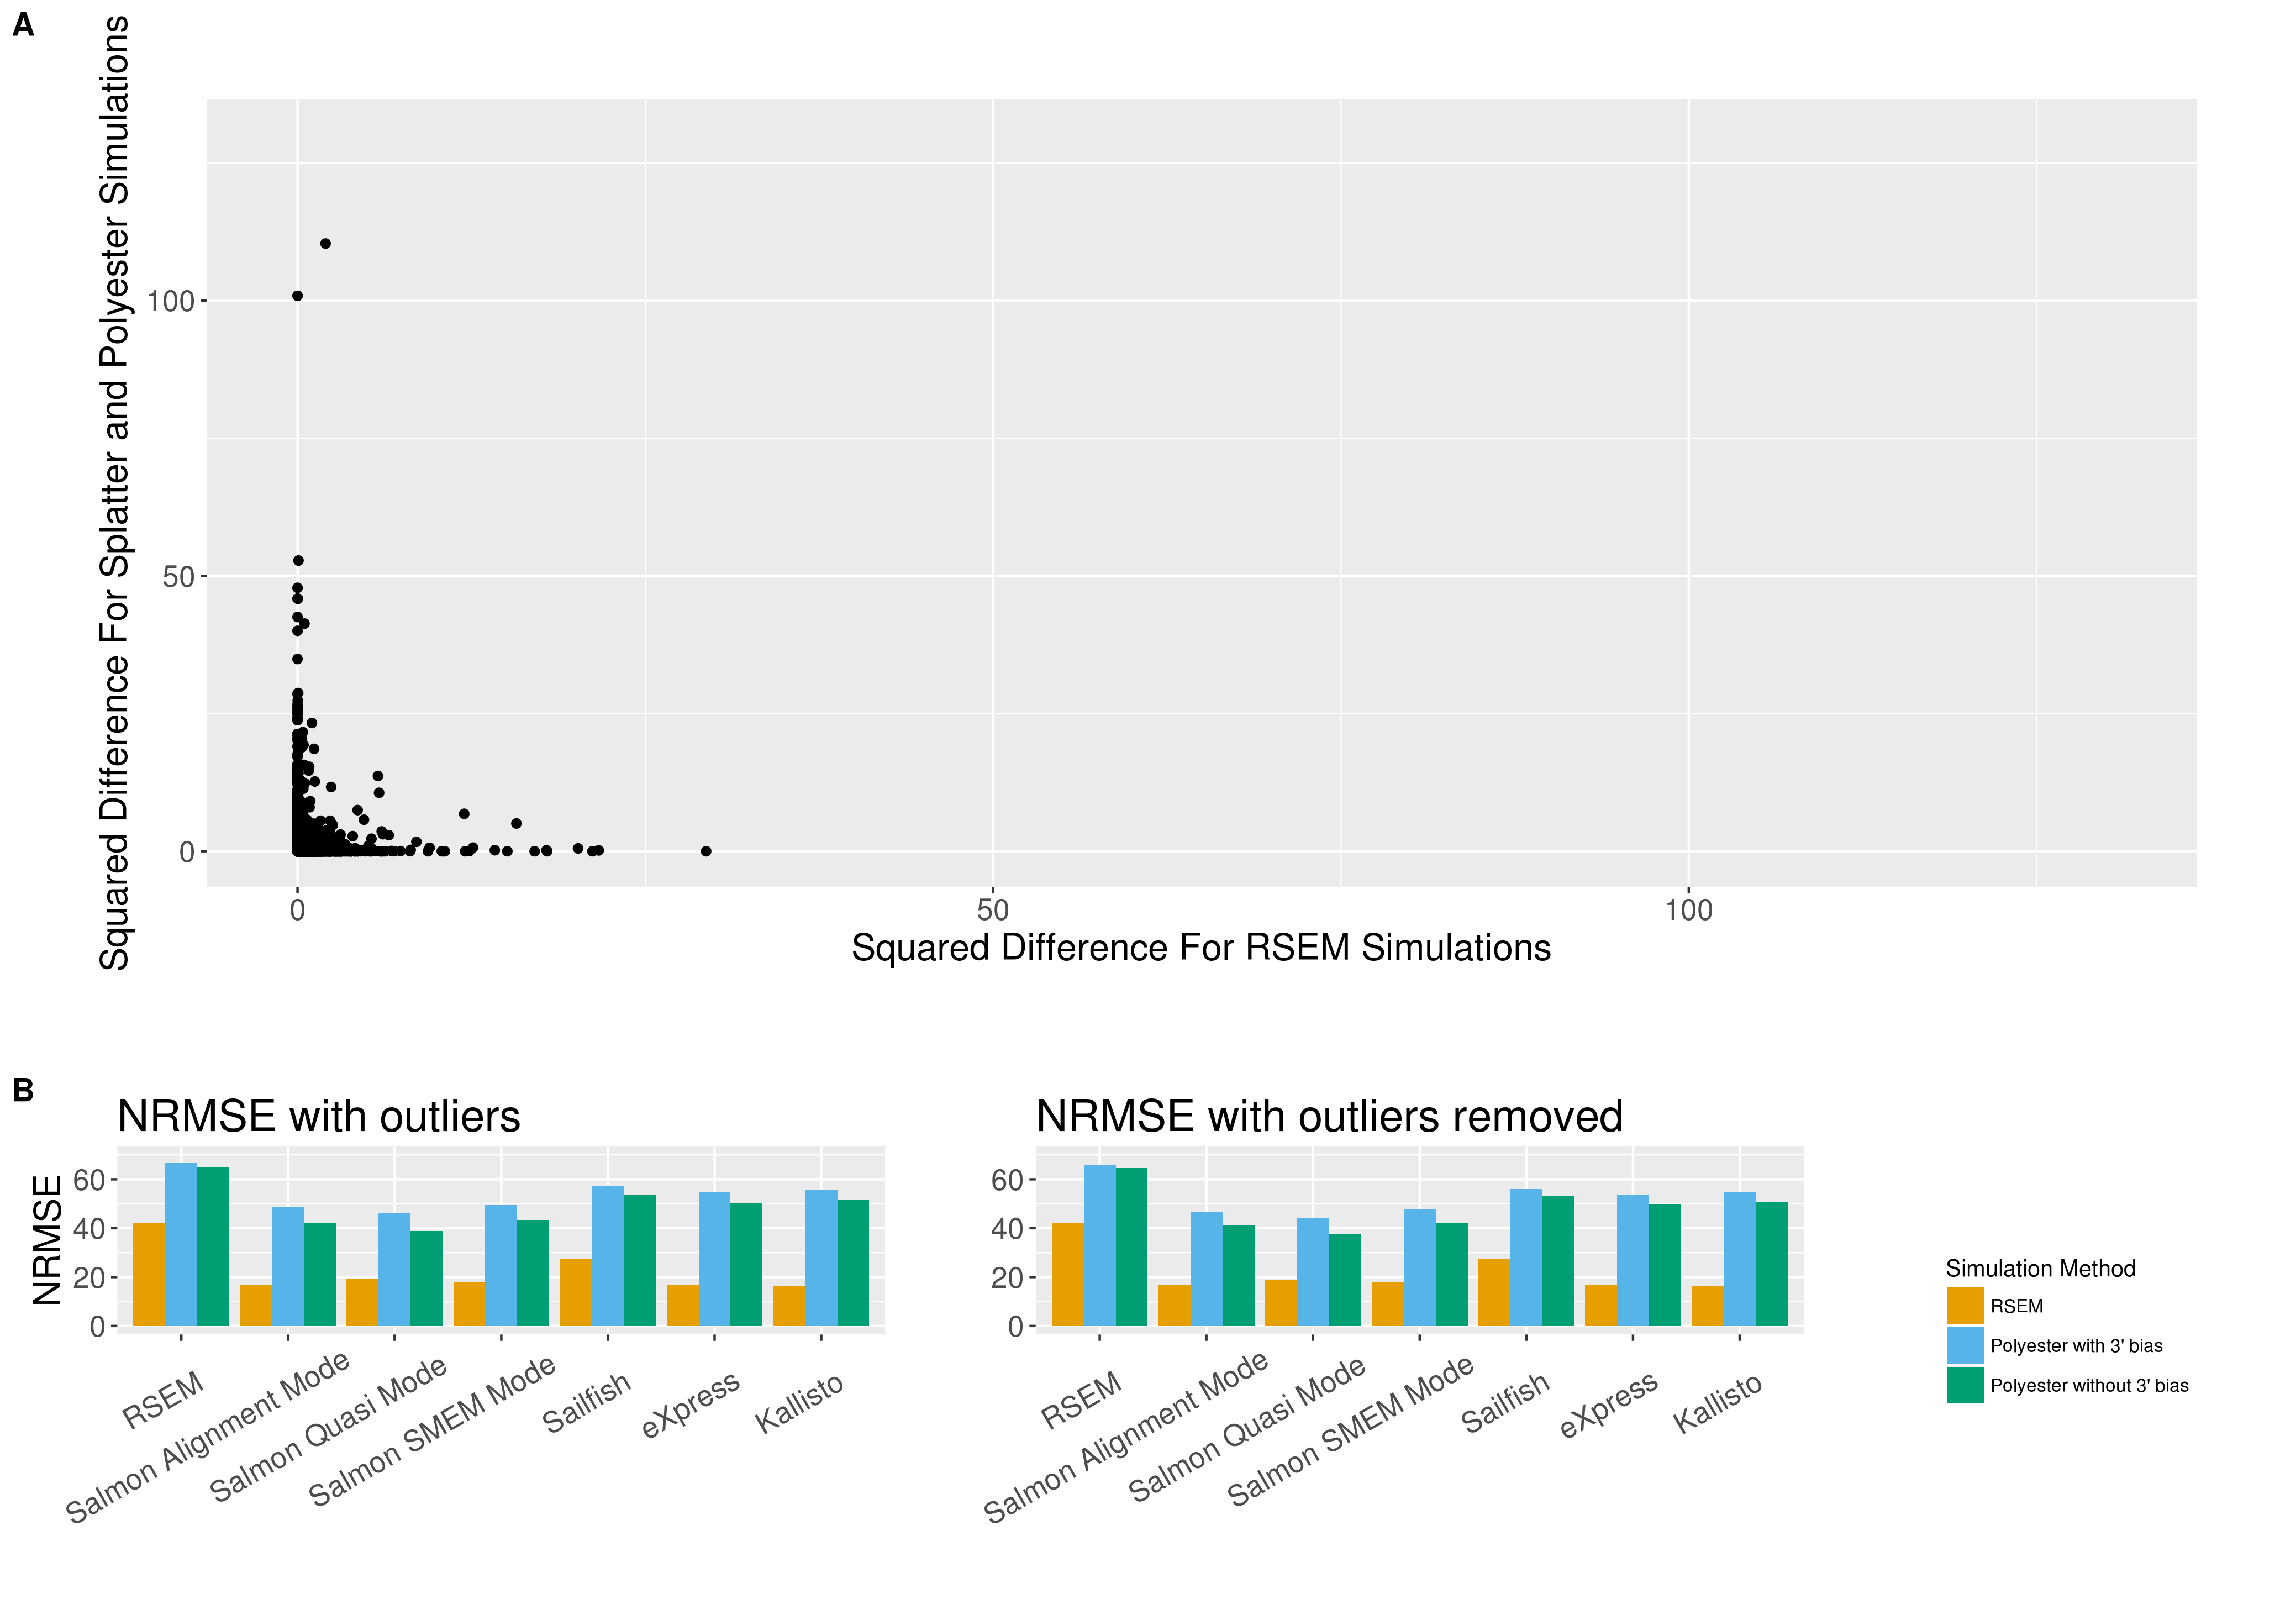 A
Squared Difference For Splatter and Polyester Simulations
100
50
0
0
50
100
Squared Difference For RSEM Simulations
B
NRMSE with outliers
NRMSE
60
40
20
0
RSEM
Salmon Alignment Mode
Salmon Quasi Mode
Salmon SMEM Mode
Sailfish
eXpress
Kallisto
NRMSE with outliers removed
60
40
20
0
RSEM
Salmon Alignment Mode
Salmon Quasi Mode
Salmon SMEM Mode
Sailfish
eXpress
Kallisto
Simulation Method
RSEM
Polyester with 3' bias
Polyester without 3' bias